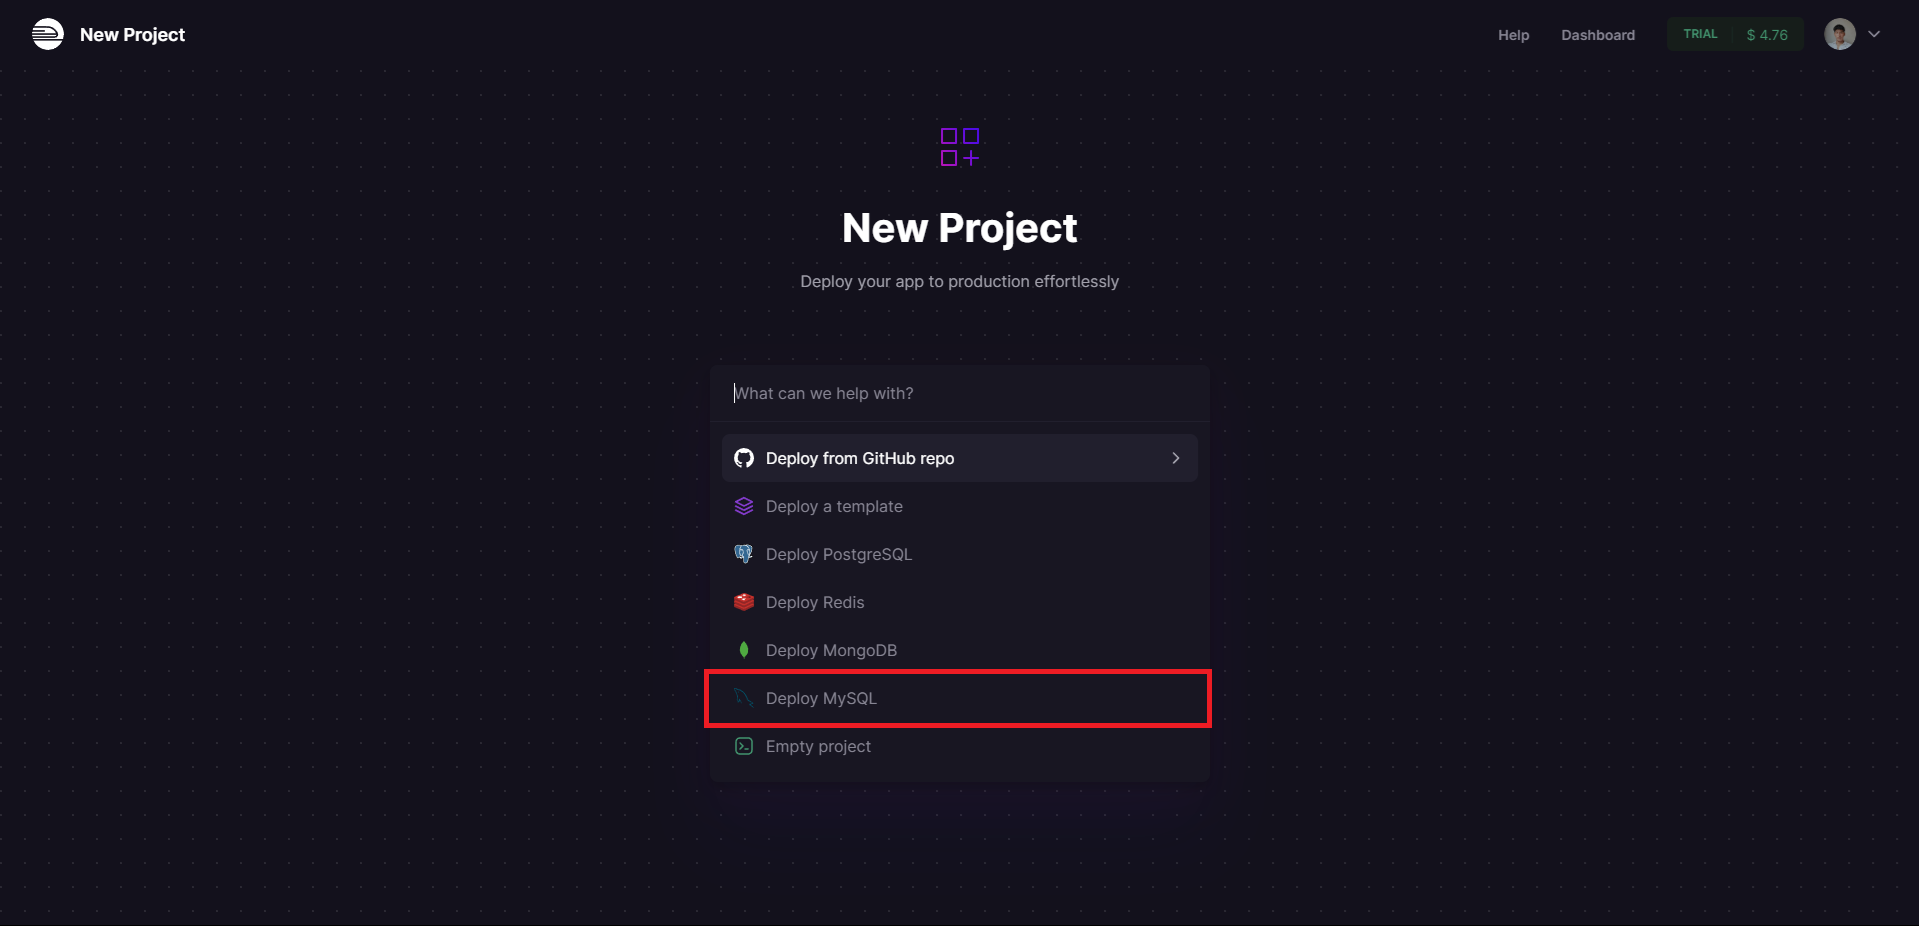 New Project
Help
Dashboard
TRIAL
$ 4.76
New Project
Deploy your app to production effortlessly
What can we help with?
Deploy from GitHub repo
Deploy a template
Deploy PostgreSQL
Deploy Redis
Deploy MongoDB
Deploy MySQL
Empty project